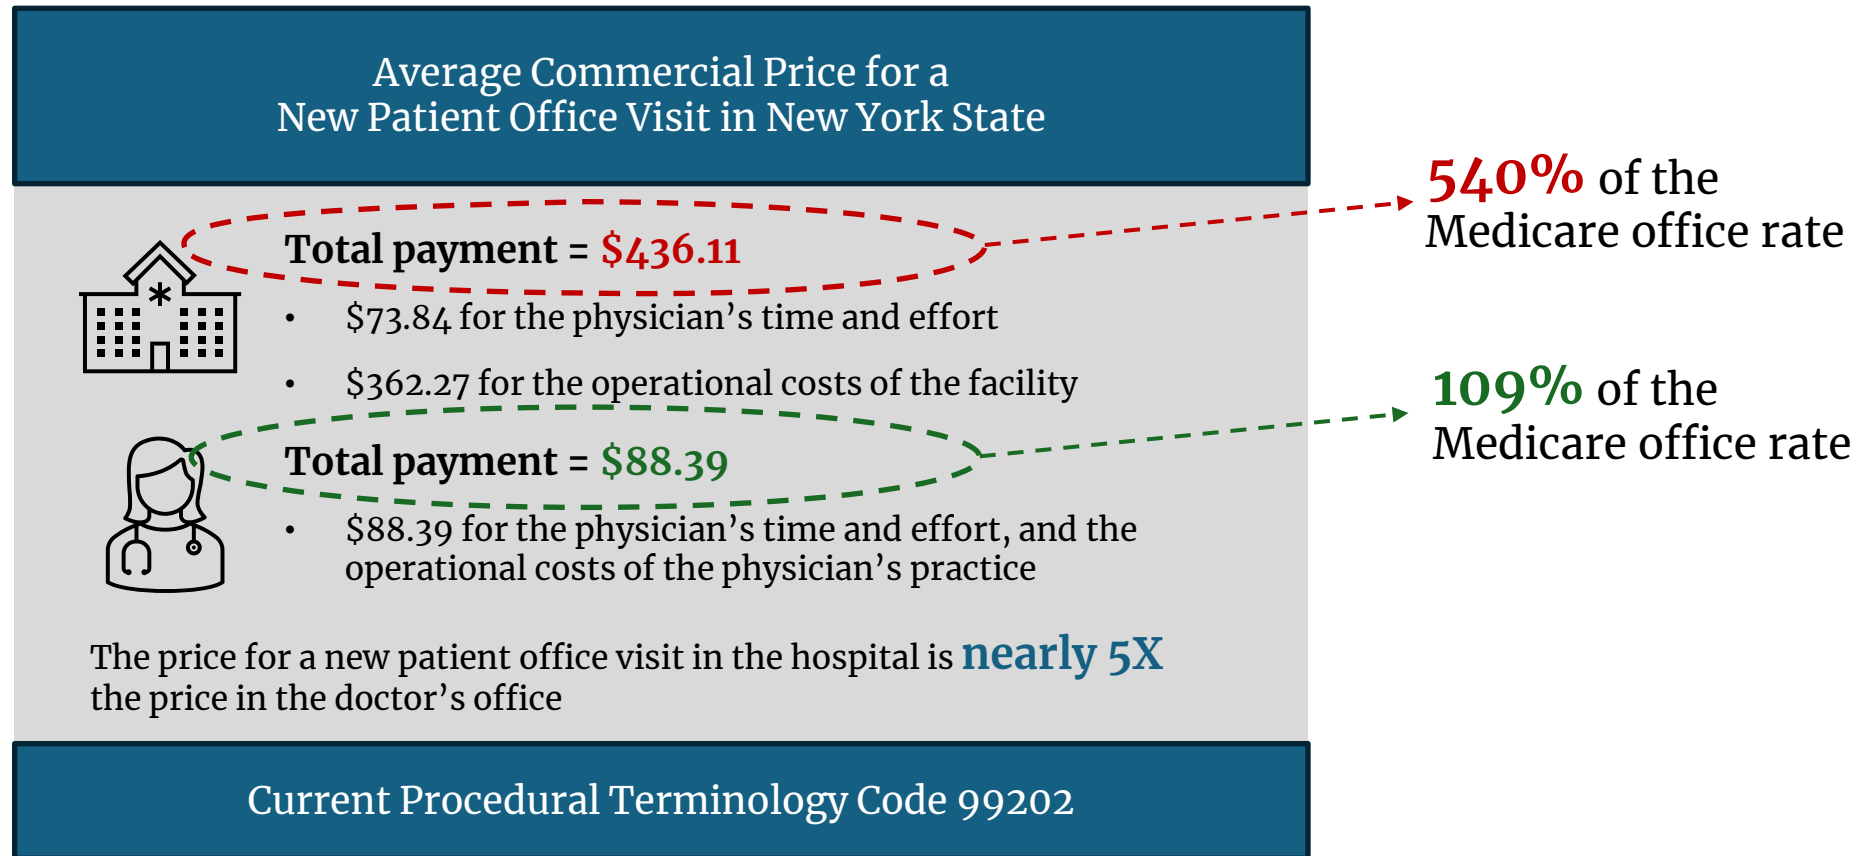 Average Commercial Price for a
New Patient Office Visit in New York State
Total payment = $436.11
• $73.84 for the physician’s time and effort
• $362.27 for the operational costs of the facility
540% of the
Medicare office rate
Total payment = $88.39
• $88.39 for the physician’s time and effort, and the
operational costs of the physician’s practice
109% of the
Medicare office rate
The price for a new patient office visit in the hospital is nearly 5X
the price in the doctor’s office
Current Procedural Terminology Code 99202